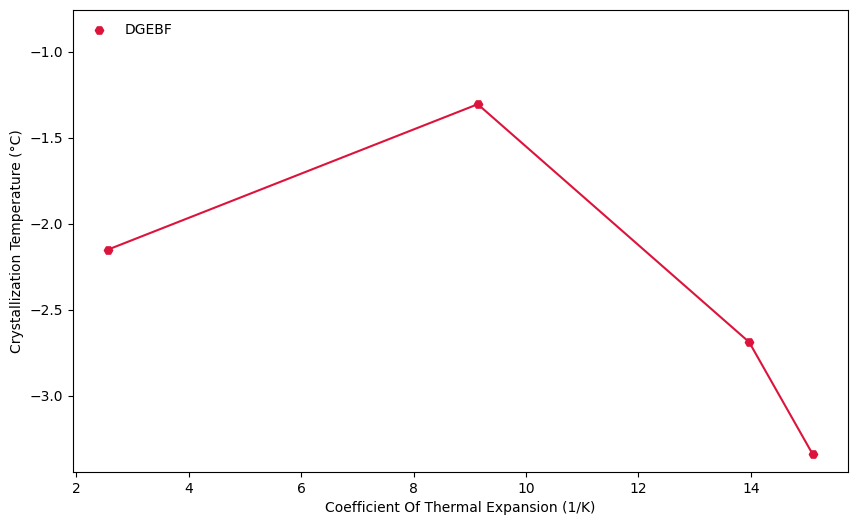 DGEBF
−1.0
−1.5
−2.0
−2.5
−3.0
Crystallization Temperature (°C)
2 4 6 8 10 12 14
Coefficient Of Thermal Expansion (1/K)